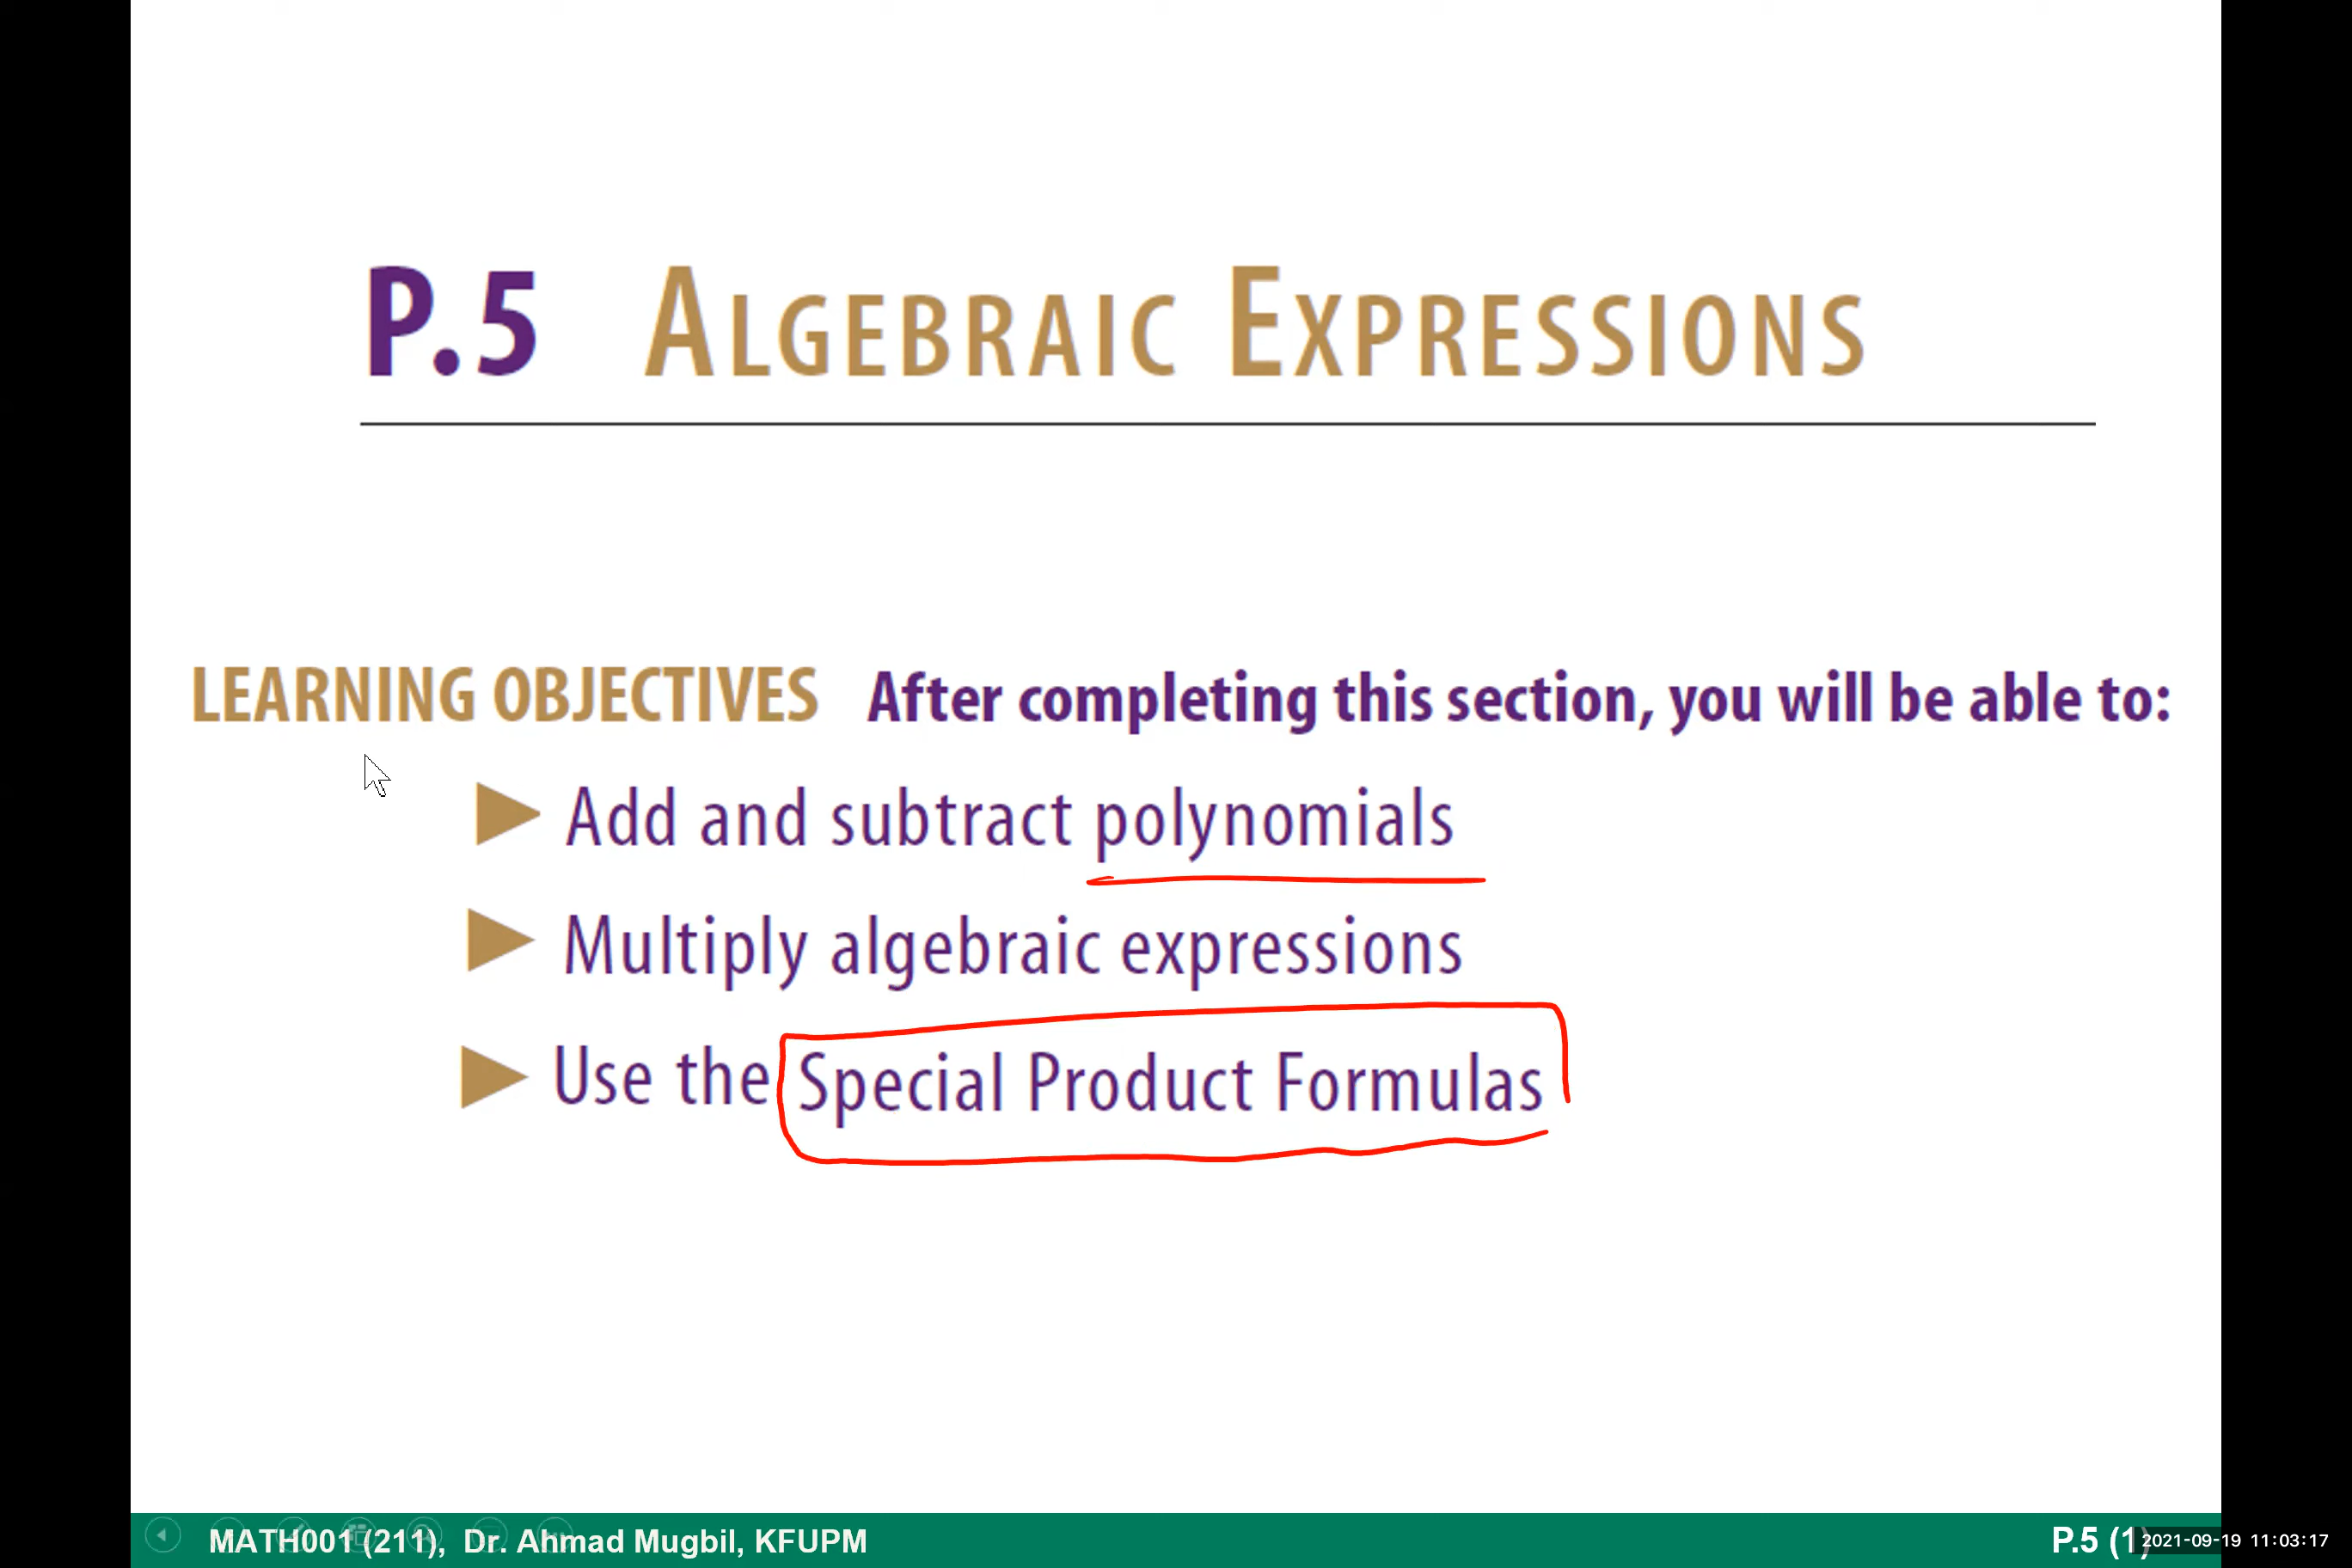 P.5 ALGEBRAIC EXPRESSIONS
LEARNING OBJECTIVES After completing this section, you will be able to:
Add and subtract polynomials
Multiply algebraic expressions
Use the Special Product Formulas
MATH001 (211), Dr. Ahmad Mugbil, KFUPM
P.5 (1) 2021-09-19 11:03:17